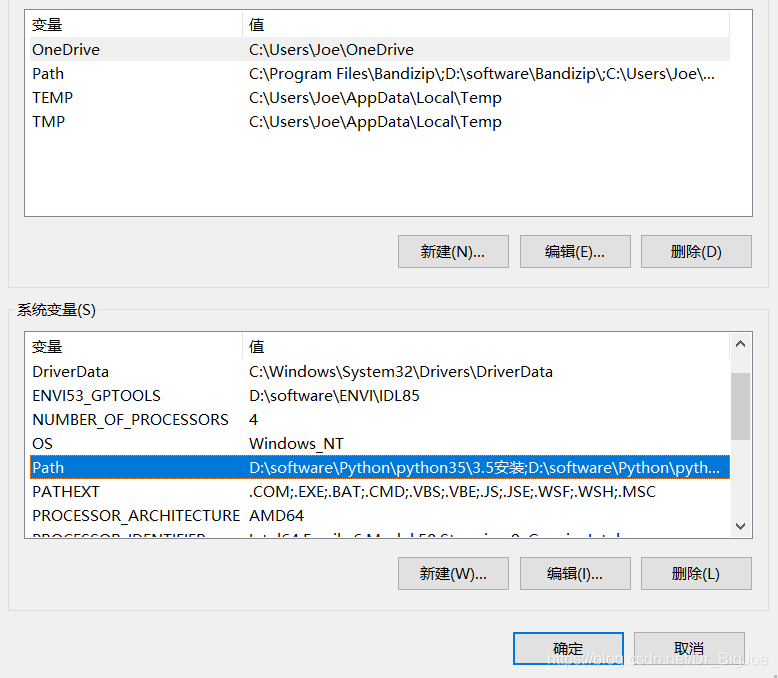 变量 值
OneDrive C:\Users\Joe\OneDrive
Path C:\Program Files\Bandizip\;D:\software\Bandizip\;C:\Users\Joe\...
TEMP C:\Users\Joe\AppData\Local\Temp
TMP C:\Users\Joe\AppData\Local\Temp
新建(N)... 编辑(E)... 删除(D)
系统变量(S)
变量 值
DriverData C:\Windows\System32\Drivers\DriverData
ENVI53_GPTOOLS D:\software\ENVI\IDL85
NUMBER_OF_PROCESSORS 4
OS Windows_NT
Path D:\software\Python\python35\3.5安装;D:\software\Python\pyth...
PATHEXT .COM;.EXE;.BAT;.CMD;.VBS;.VBE;.JS;.JSE;.WSF;.WSH;.MSC
PROCESSOR_ARCHITECTURE AMD64
新建(W)... 编辑(I)... 删除(L)
确定 取消
https://blog.csdn.net/Dr_BigJoe